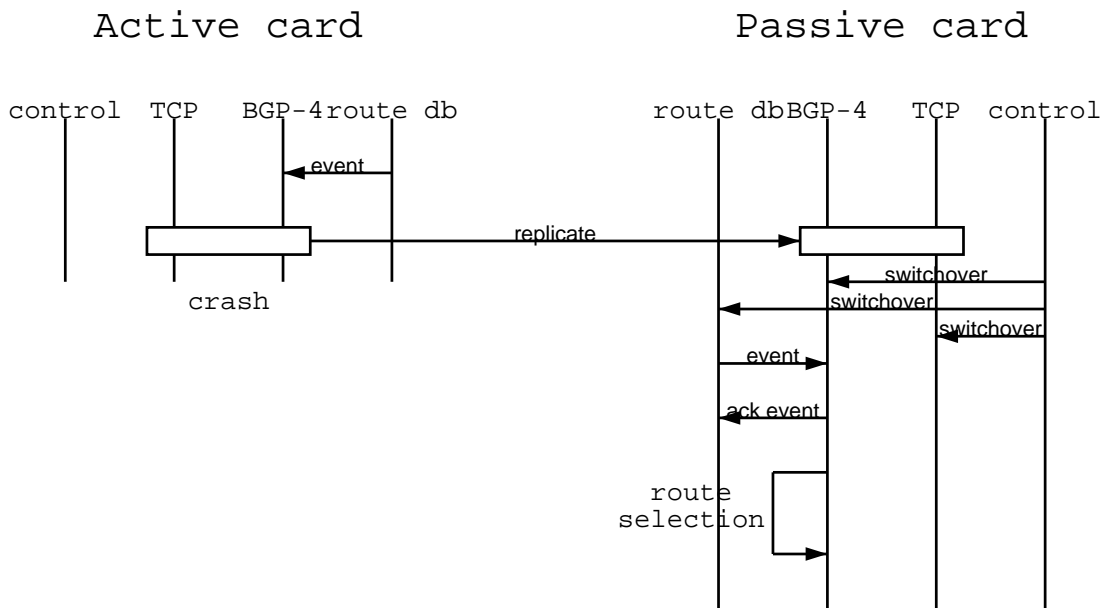 Active card Passive card
control TCP BGP-4 route db route db BGP-4 TCP control
event
replicate
switchover
crash
switchover
switchover
event
ack event
route
selection